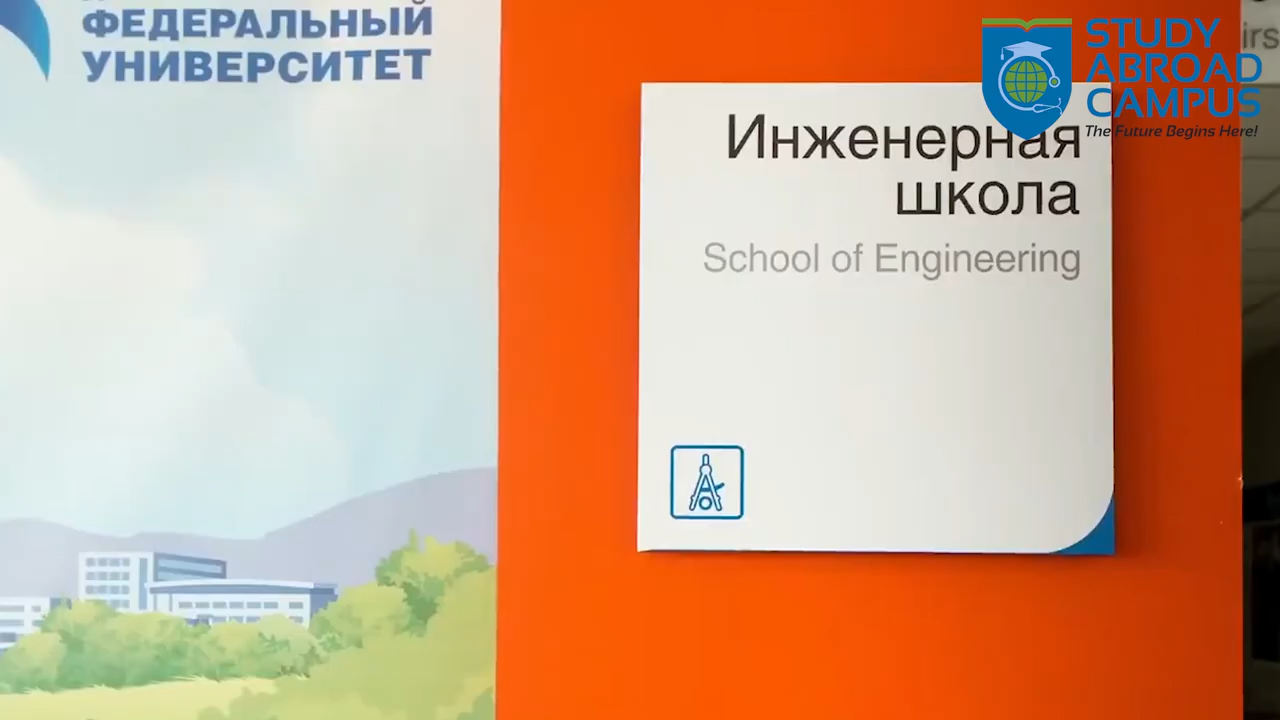 ФЕДЕРАЛЬНЫЙ
УНИВЕРСИТЕТ
Инженерная
школа
School of Engineering
STUDY
ABROAD
CAMPUS
The Future Begins Here!